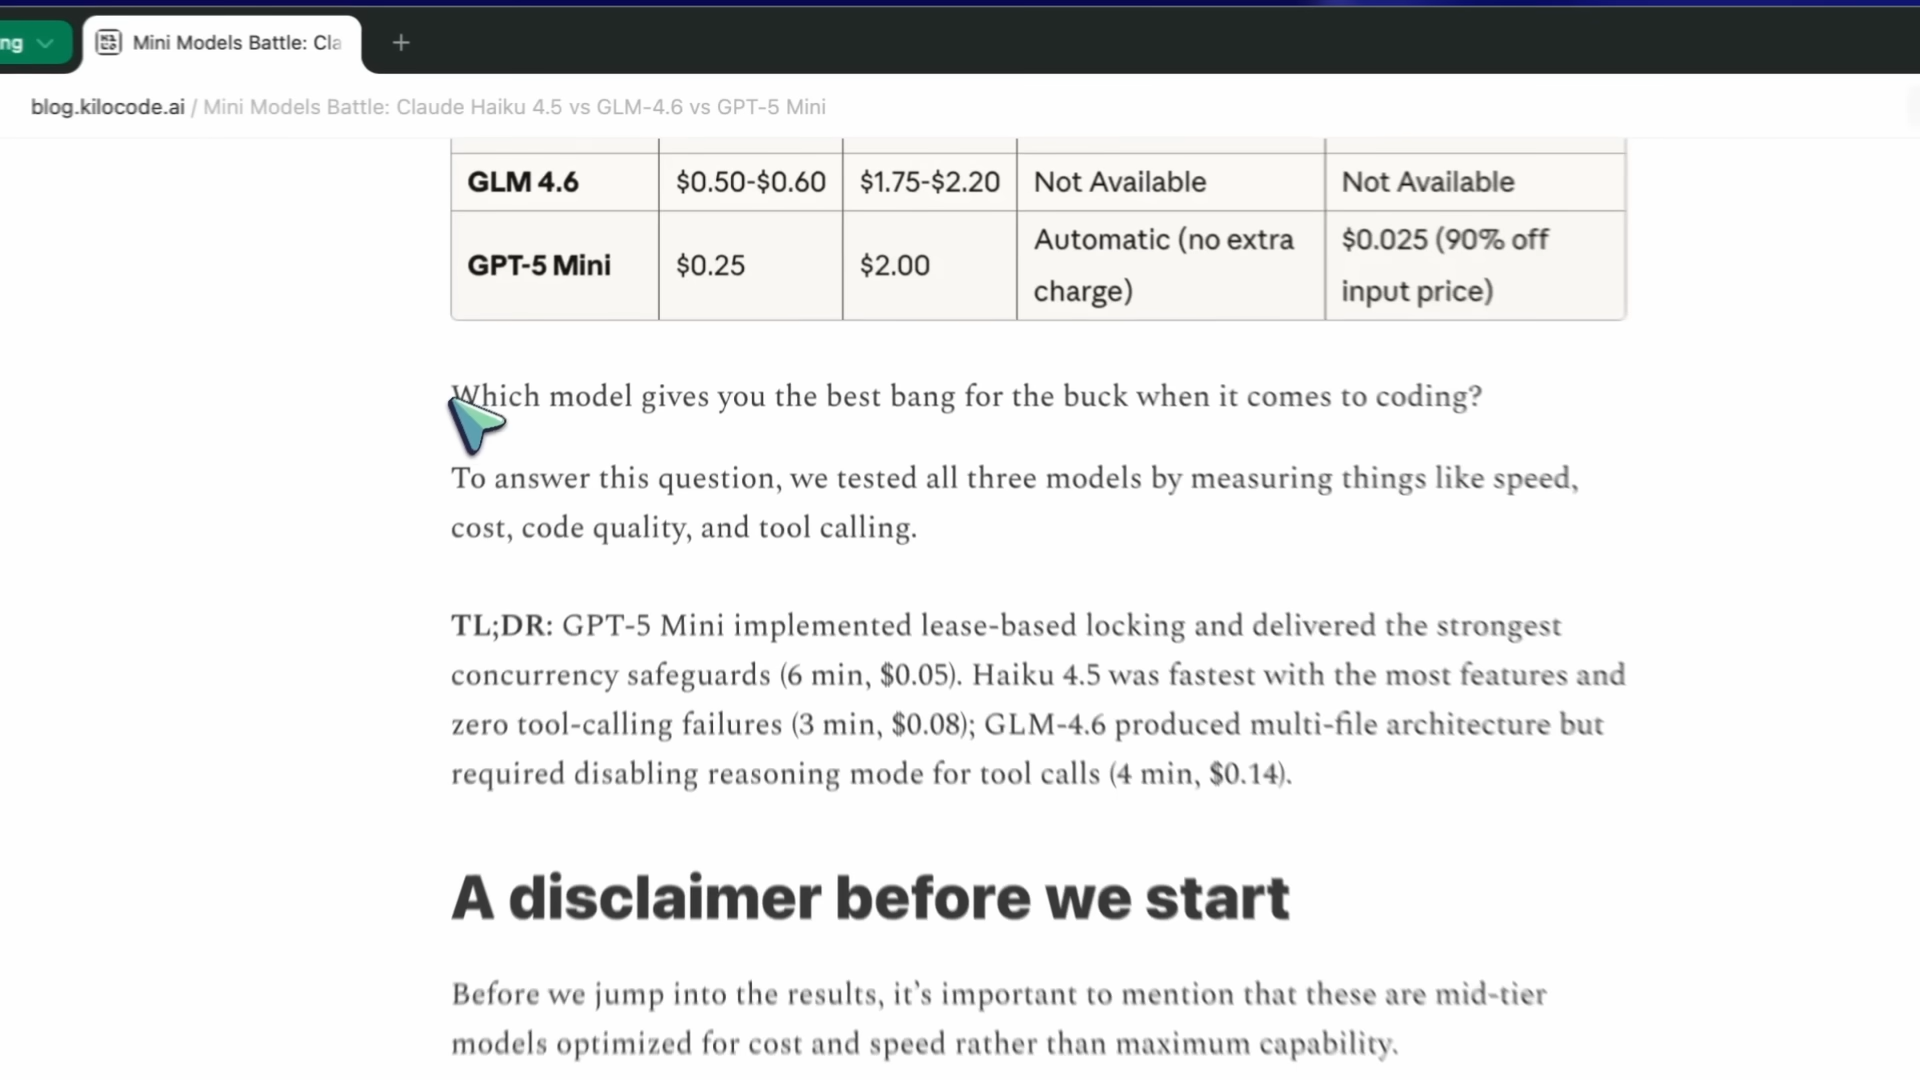 ng
Mini Models Battle: Cla
blog.kilocode.ai / Mini Models Battle: Claude Haiku 4.5 vs GLM-4.6 vs GPT-5 Mini
GLM 4.6 $0.50-$0.60 $1.75-$2.20 Not Available Not Available
GPT-5 Mini $0.25 $2.00 Automatic (no extra charge) $0.025 (90% off input price)
Which model gives you the best bang for the buck when it comes to coding?
To answer this question, we tested all three models by measuring things like speed,
cost, code quality, and tool calling.
TL;DR: GPT-5 Mini implemented lease-based locking and delivered the strongest
concurrency safeguards (6 min, $0.05). Haiku 4.5 was fastest with the most features and
zero tool-calling failures (3 min, $0.08); GLM-4.6 produced multi-file architecture but
required disabling reasoning mode for tool calls (4 min, $0.14).
A disclaimer before we start
Before we jump into the results, it’s important to mention that these are mid-tier
models optimized for cost and speed rather than maximum capability.